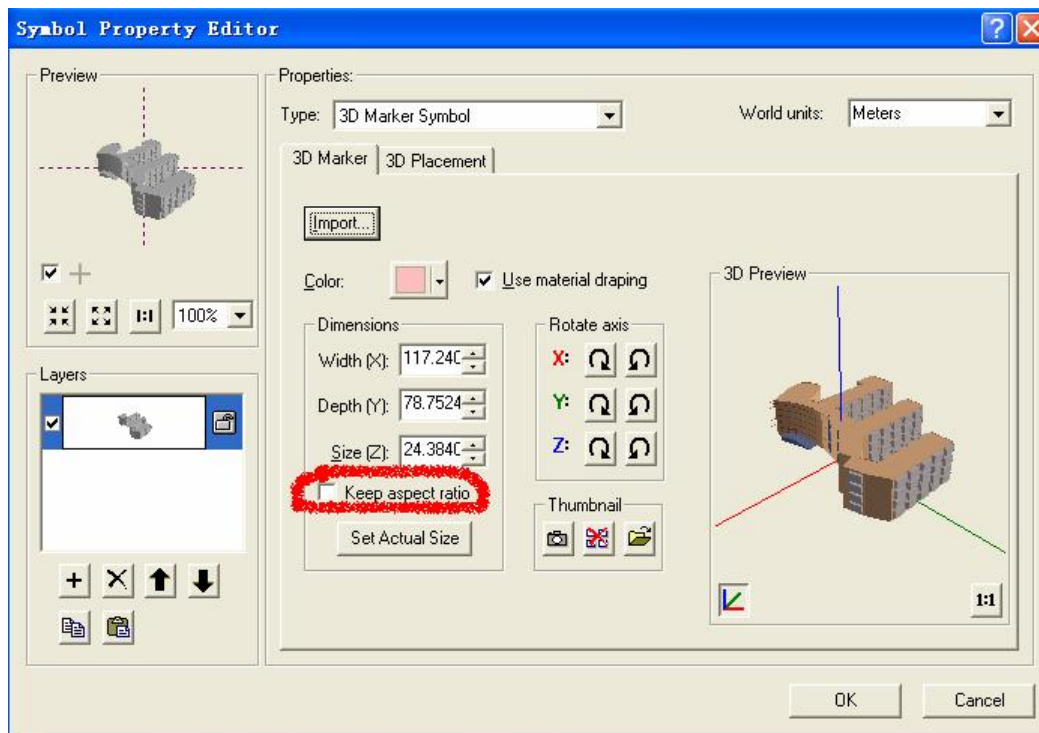 Symbol Property Editor
Preview
100%
Layers
Properties:
Type: 3D Marker Symbol
World units: Meters
3D Marker
3D Placement
Import...
Color:
Use material draping
Dimensions
Width (X): 117.240
Depth (Y): 78.7524
Size (Z): 24.3840
Keep aspect ratio
Set Actual Size
Rotate axis
X:
Y:
Z:
Thumbnail
3D Preview
1:1
OK
Cancel